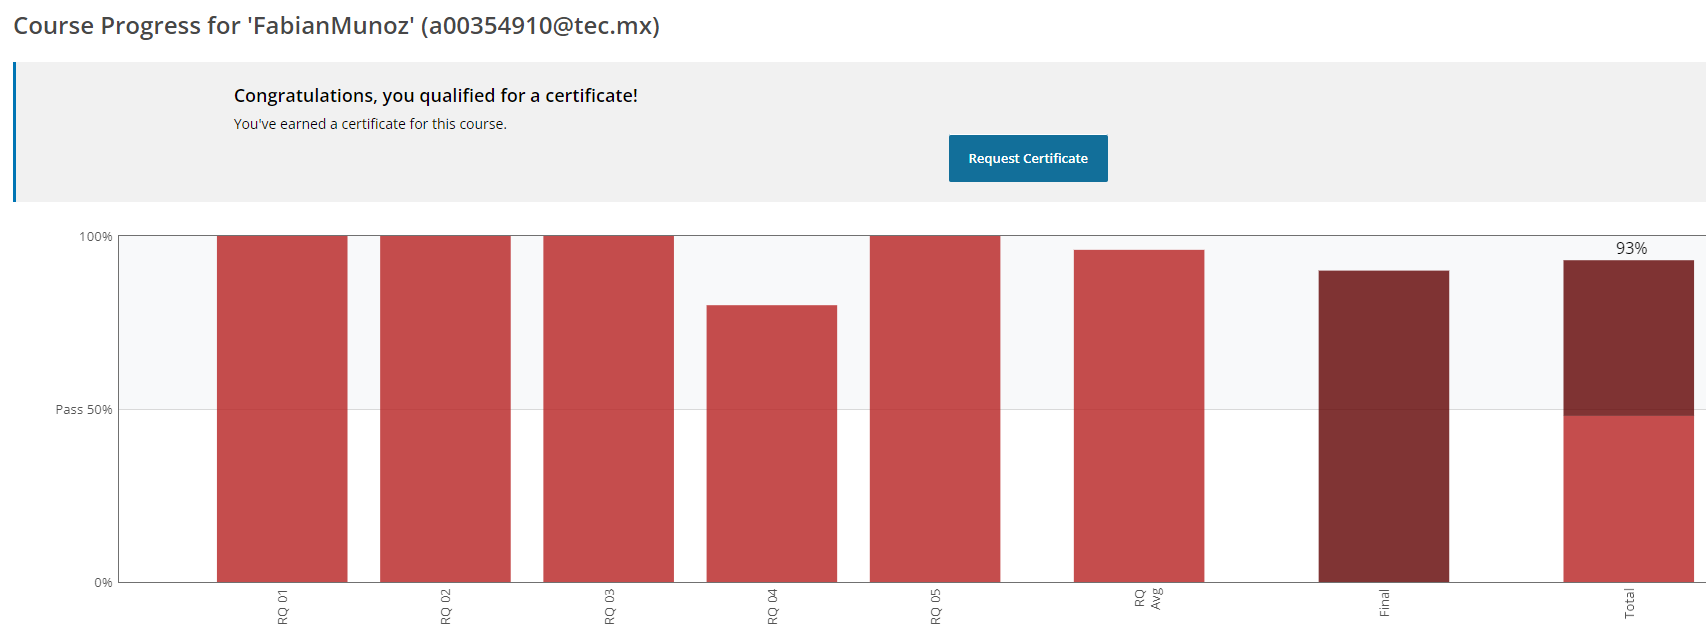 Course Progress for 'FabianMunoz' (a00354910@tec.mx)
Congratulations, you qualified for a certificate!
You've earned a certificate for this course.
Request Certificate
100%
93%
Pass 50%
0%
RQ 01
RQ 02
RQ 03
RQ 04
RQ 05
RQ
Avg
Final
Total